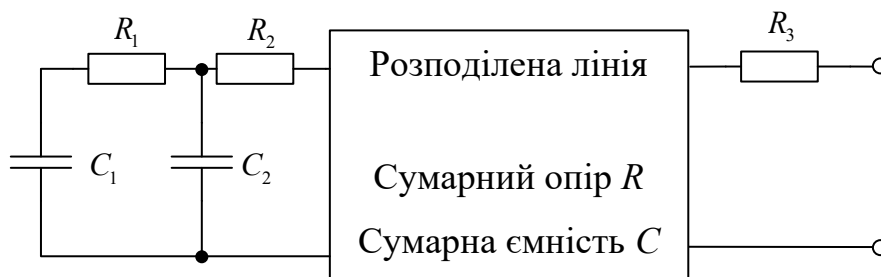 R₁
R₂
R₃
Розподілена лінія
C₁
C₂
Сумарний опір R
Сумарна ємність C